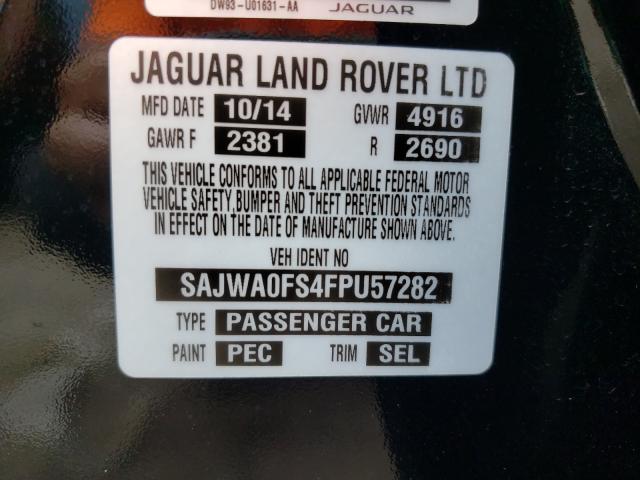 DW93-U01631-AA JAGUAR
JAGUAR LAND ROVER LTD
MFD DATE 10/14 GVWR 4916
GAWR F 2381 R 2690
THIS VEHICLE CONFORMS TO ALL APPLICABLE FEDERAL MOTOR
VEHICLE SAFETY, BUMPER AND THEFT PREVENTION STANDARDS
IN EFFECT ON THE DATE OF MANUFACTURE SHOWN ABOVE.
VEH IDENT NO
SAJWA0FS4FPU57282
TYPE PASSENGER CAR
PAINT PEC TRIM SEL